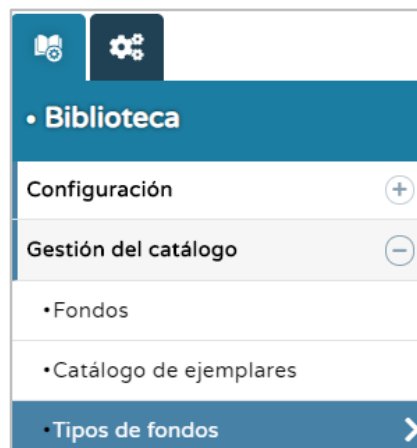 • Biblioteca
Configuración
Gestión del catálogo
•Fondos
•Catálogo de ejemplares
•Tipos de fondos